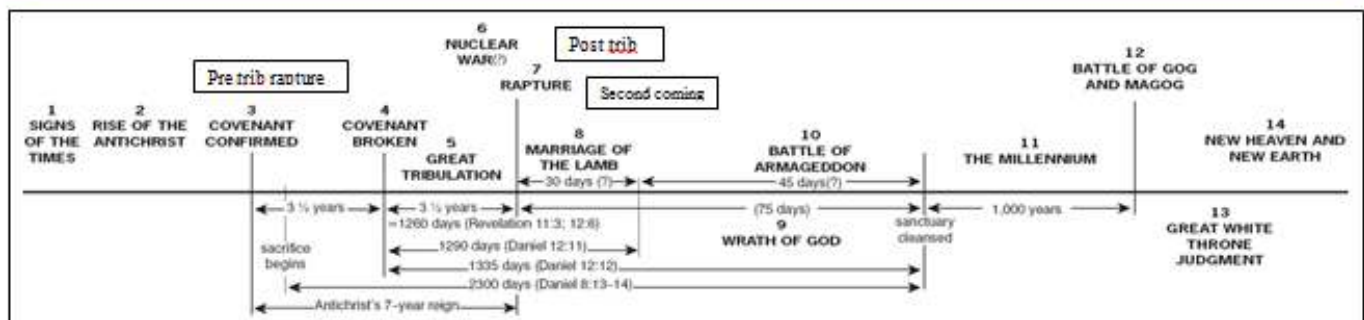 6
NUCLEAR
WAR(?)
Post trib
7
RAPTURE
12
BATTLE OF GOG
AND MAGOG
Pre trib rapture
Second coming
1
SIGNS
OF THE
TIMES
2
RISE OF THE
ANTICHRIST
3
COVENANT
CONFIRMED
4
COVENANT
BROKEN
5
GREAT
TRIBULATION
8
MARRIAGE OF
THE LAMB
30 days (?)
10
BATTLE OF
ARMAGEDDON
45 days(?)
11
THE MILLENNIUM
14
NEW HEAVEN AND
NEW EARTH
3 ½ years
3 ½ years
(75 days)
1,000 years
=1260 days (Revelation 11:3; 12:6)
9
WRATH OF GOD
sanctuary
cleansed
13
GREAT WHITE
THRONE
JUDGMENT
sacrifice
begins
1290 days (Daniel 12:11)
1335 days (Daniel 12:12)
2300 days (Daniel 8:13–14)
Antichrist's 7-year reign